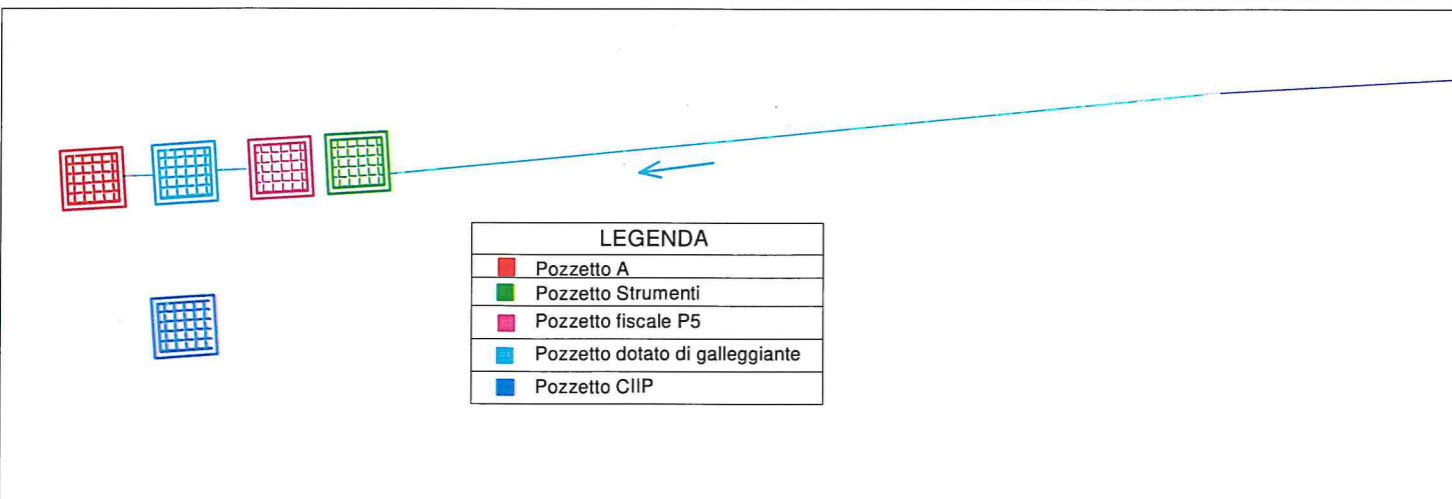 LEGENDA
Pozzetto A
Pozzetto Strumenti
Pozzetto fiscale P5
Pozzetto dotato di galleggiante
Pozzetto CIIP